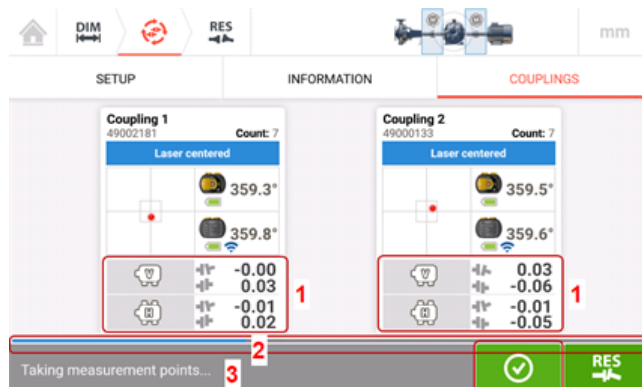 DIM
RES
mm
SETUP
INFORMATION
COUPLINGS
Coupling 1
49002181 Count: 7
Laser centered
359.3°
359.8°
V
-0.00
0.03
H
-0.01
0.02
1
Coupling 2
49000133 Count: 7
Laser centered
359.5°
359.6°
V
0.03
-0.06
H
-0.01
-0.05
1
2
Taking measurement points...
3
RES